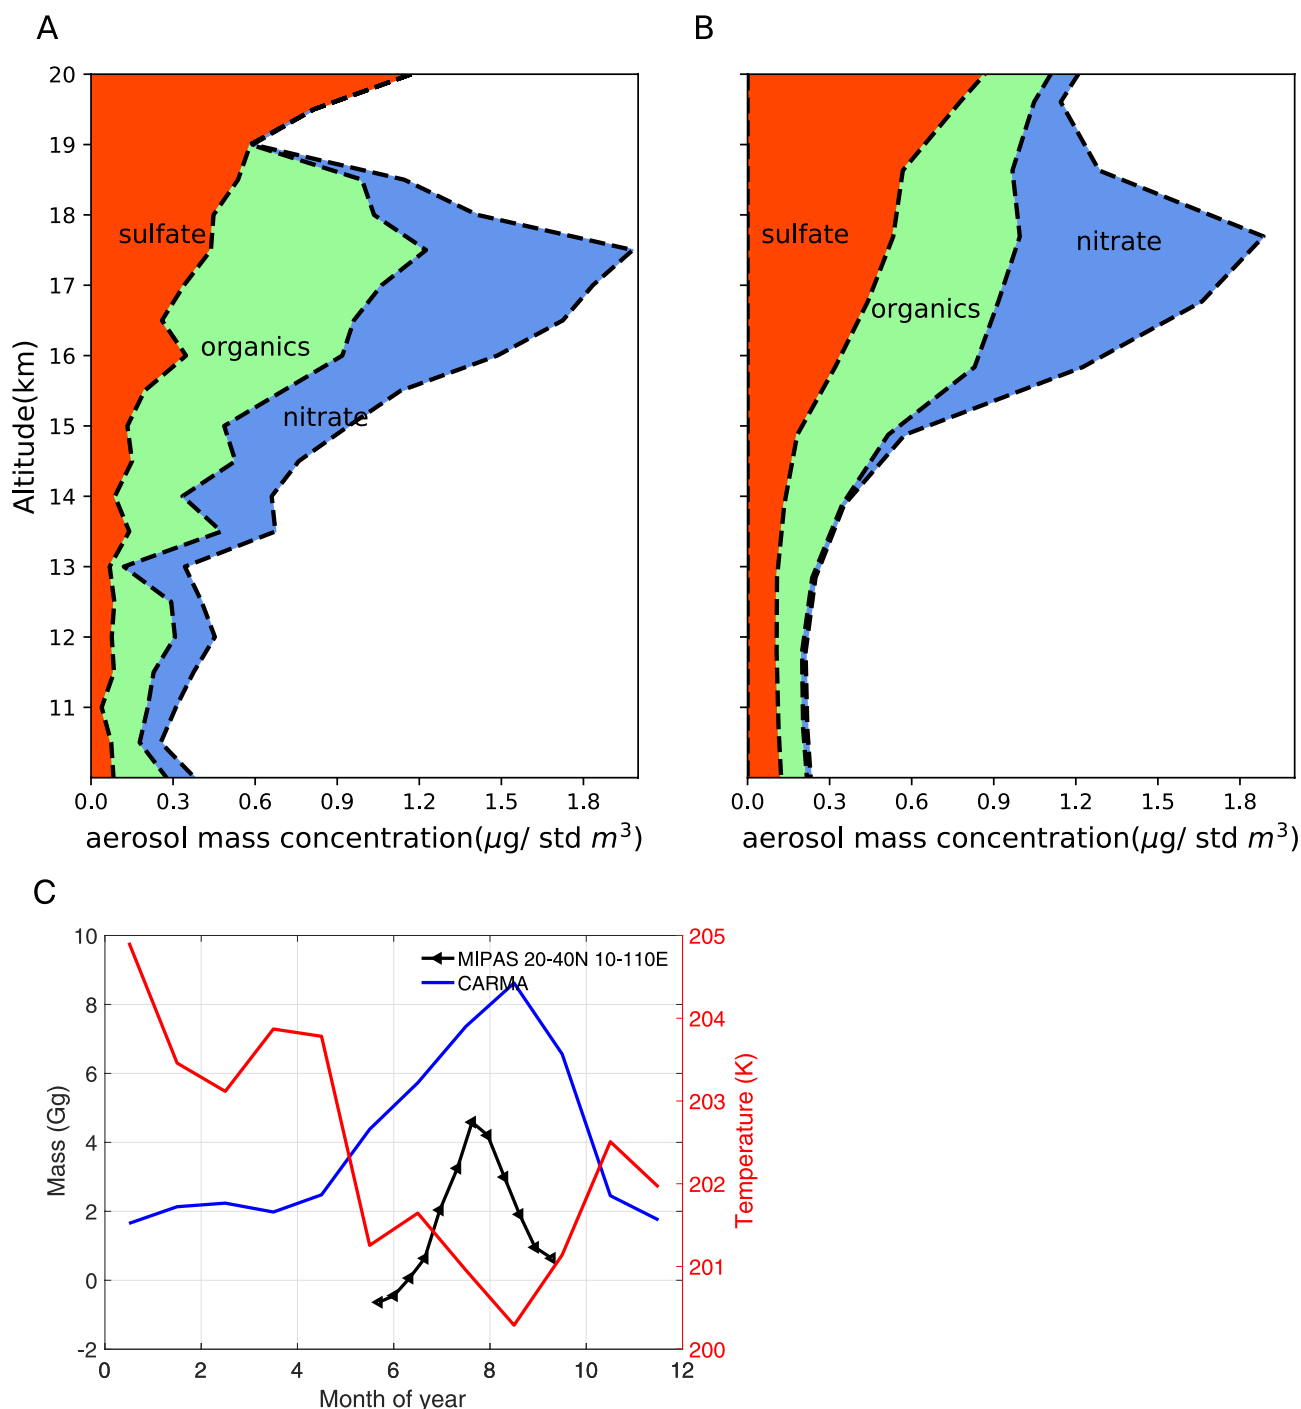 A
B
20
19
18
17
16
15
14
13
12
11
Altitude(km)
sulfate
organics
nitrate
sulfate
organics
nitrate
0.0 0.3 0.6 0.9 1.2 1.5 1.8
0.0 0.3 0.6 0.9 1.2 1.5 1.8
aerosol mass concentration(μg/ std m³)
aerosol mass concentration(μg/ std m³)
C
10
8
6
4
2
0
-2
Mass (Gg)
MIPAS 20-40N 10-110E
CARMA
205
204
203
202
201
200
Temperature (K)
0 2 4 6 8 10 12
Month of year